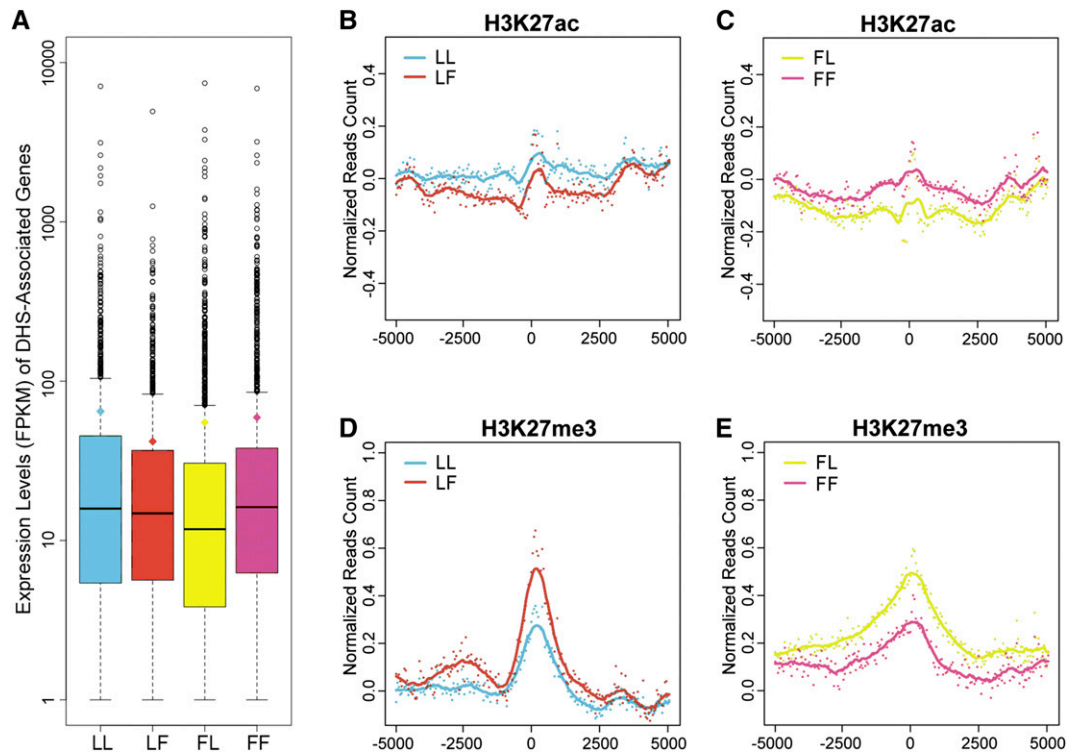 A
Expression Levels (FPKM) of DHS-Associated Genes
10000
1000
100
10
1
LL LF FL FF
B
H3K27ac
Normalized Reads Count
0.4
0.2
0.0
-0.2
-0.4
LL
LF
-5000 -2500 0 2500 5000
C
H3K27ac
Normalized Reads Count
0.4
0.2
0.0
-0.2
-0.4
FL
FF
-5000 -2500 0 2500 5000
D
H3K27me3
Normalized Reads Count
1.0
0.8
0.6
0.4
0.2
0.0
LL
LF
-5000 -2500 0 2500 5000
E
H3K27me3
Normalized Reads Count
1.0
0.8
0.6
0.4
0.2
0.0
FL
FF
-5000 -2500 0 2500 5000